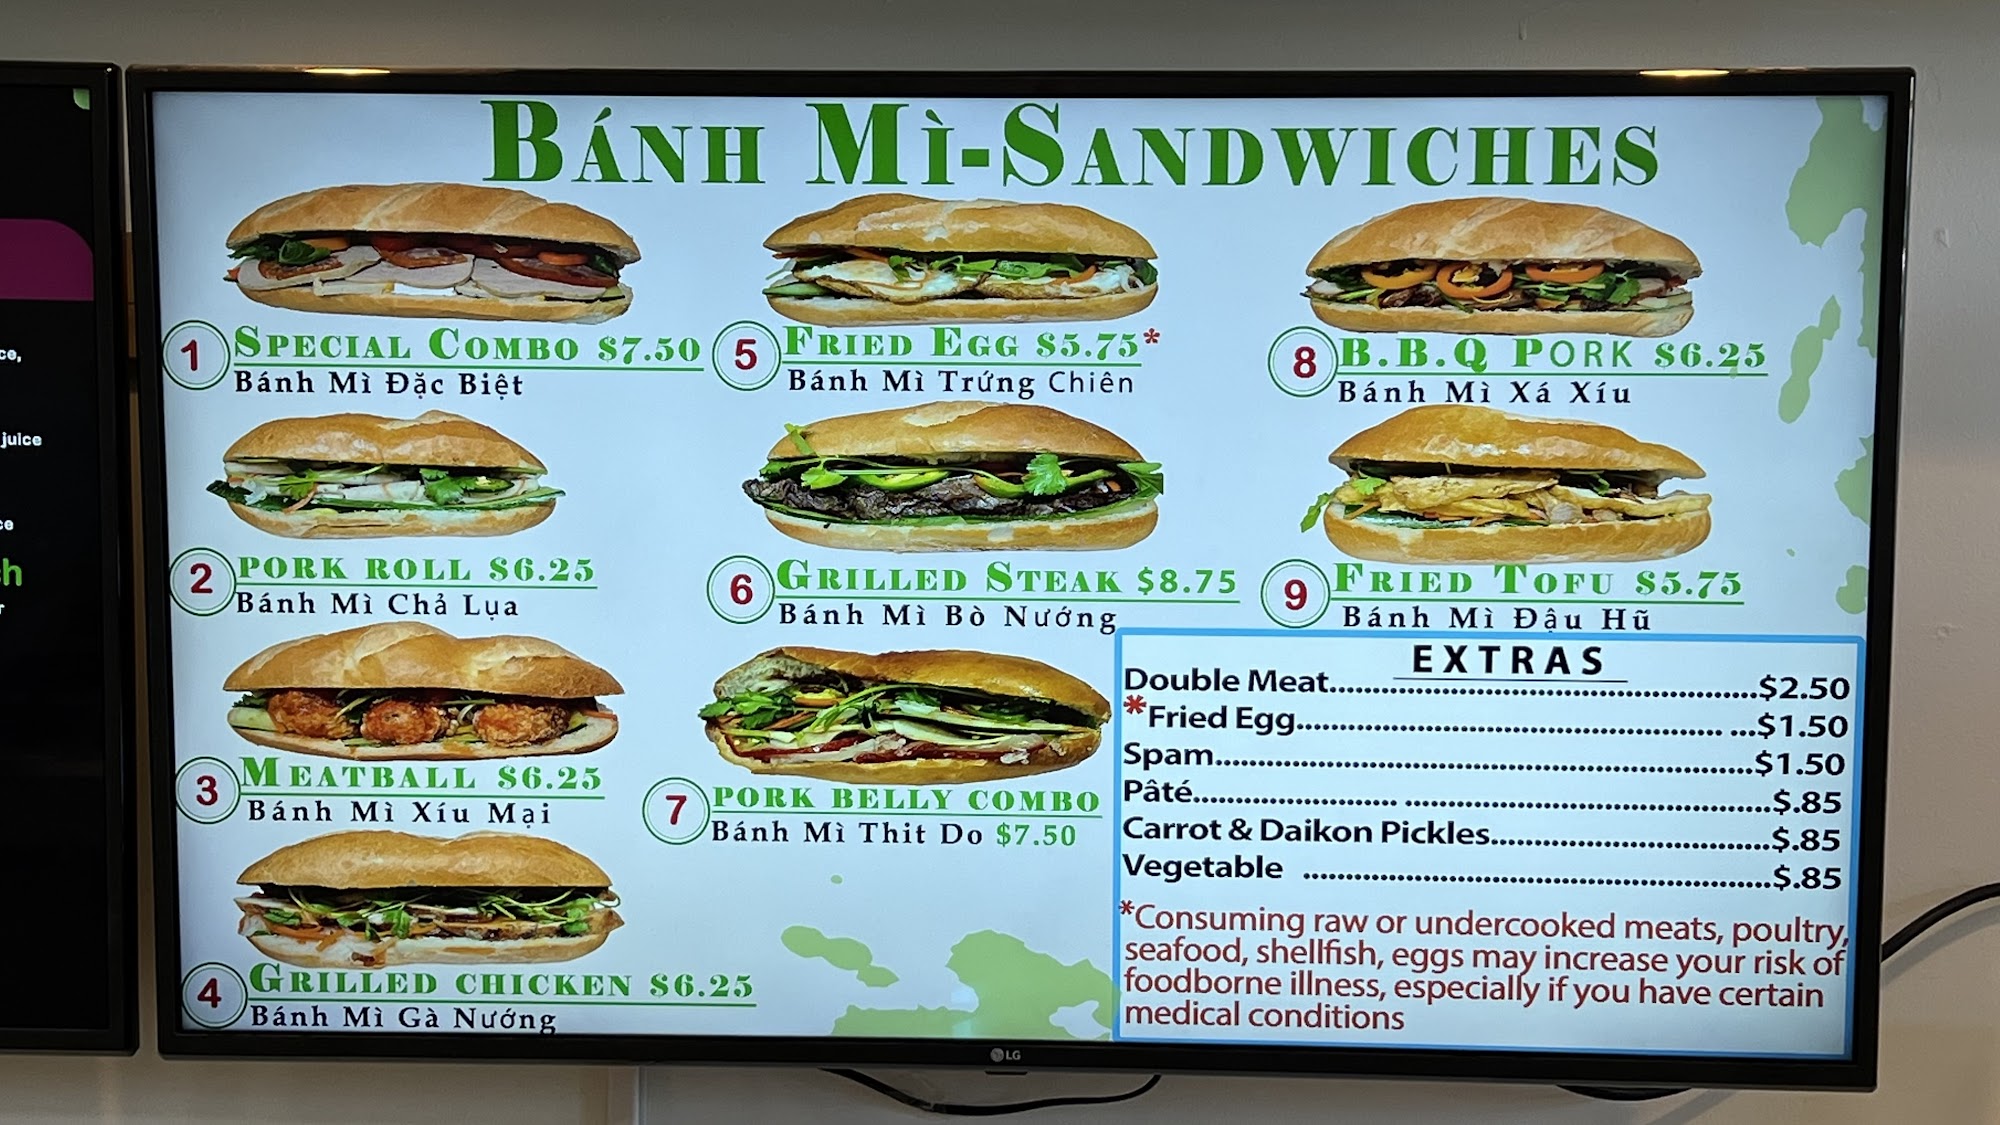 ce,
juice
ce
h
r
BÁNH MÌ-SANDWICHES
1 SPECIAL COMBO $7.50
Bánh Mì Đặc Biệt
2 PORK ROLL $6.25
Bánh Mì Chả Lụa
3 MEATBALL $6.25
Bánh Mì Xíu Mại
4 GRILLED CHICKEN $6.25
Bánh Mì Gà Nướng
5 FRIED EGG $5.75*
Bánh Mì Trứng Chiên
6 GRILLED STEAK $8.75
Bánh Mì Bò Nướng
7 PORK BELLY COMBO
Bánh Mì Thit Do $7.50
8 B.B.Q PORK $6.25
Bánh Mì Xá Xíu
9 FRIED TOFU $5.75
Bánh Mì Đậu Hũ
EXTRAS
Double Meat..........$2.50
*Fried Egg.......... ...$1.50
Spam..........$1.50
Pâté.......... ..........$.85
Carrot & Daikon Pickles..........$.85
Vegetable ..........$.85
*Consuming raw or undercooked meats, poultry,
seafood, shellfish, eggs may increase your risk of
foodborne illness, especially if you have certain
medical conditions
LG